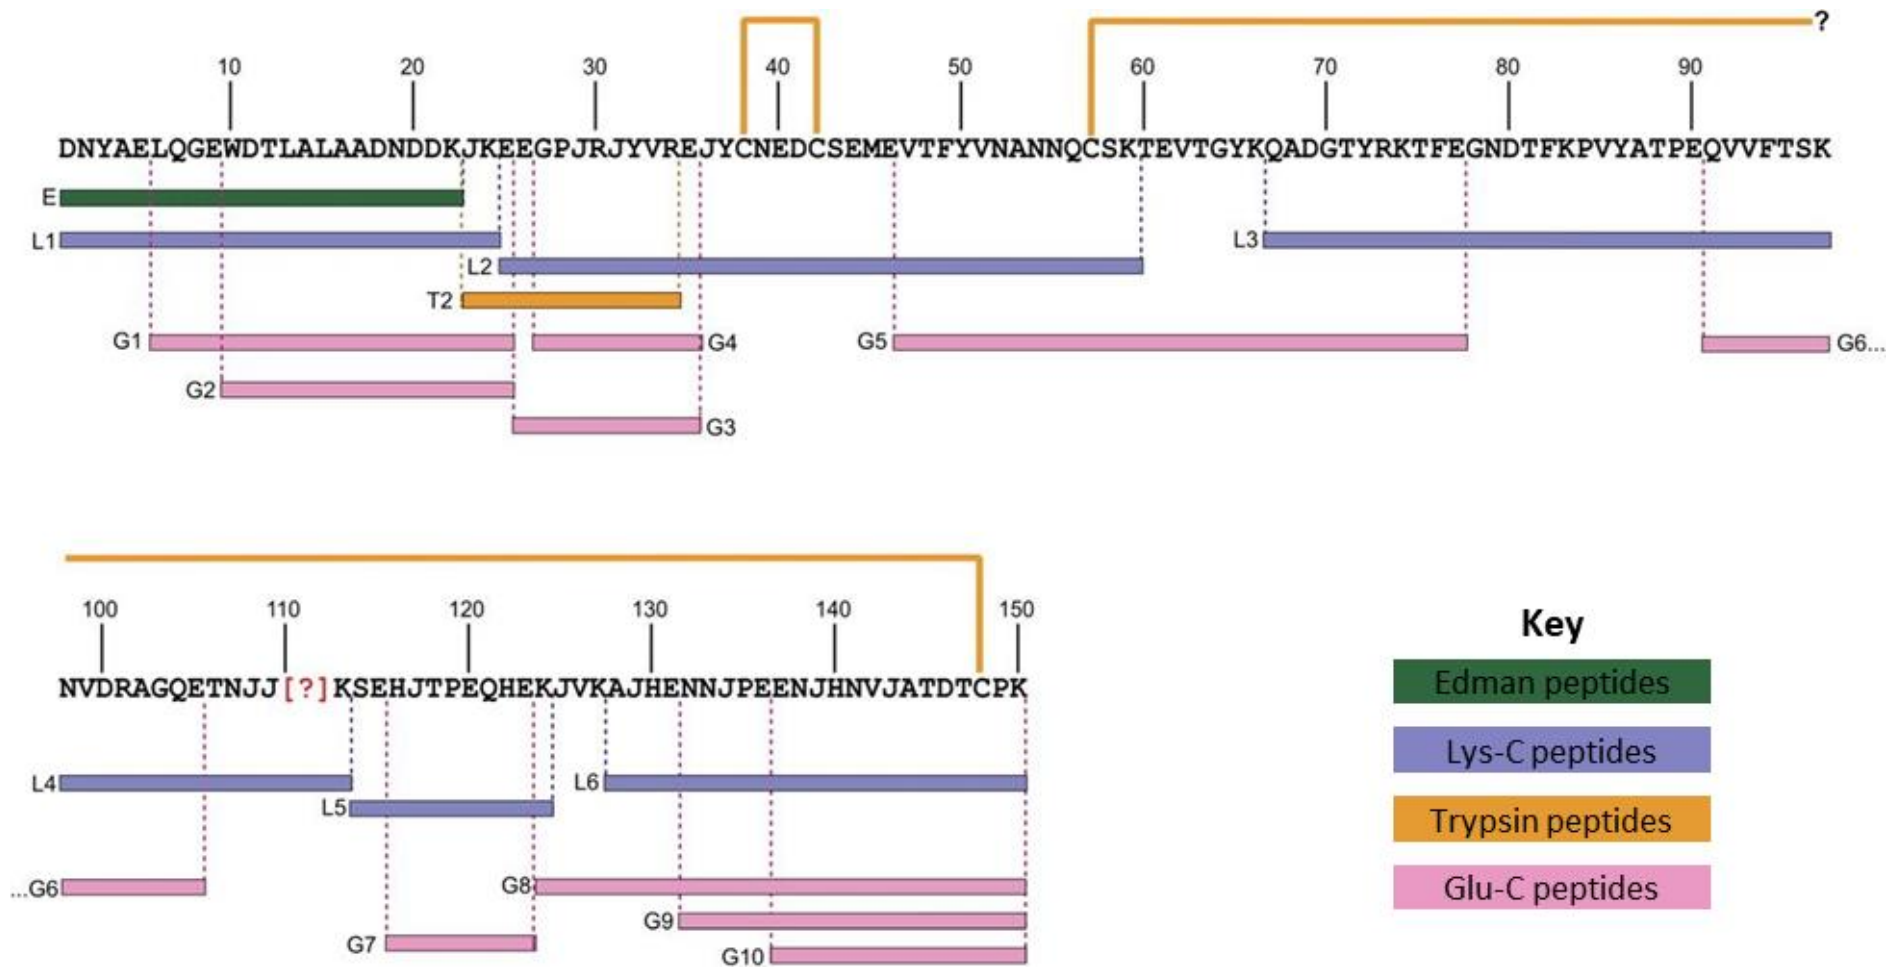 ?
10 20 30 40 50 60 70 80 90
DNYAELQGEWDTLALAADNDDKJKEEGPJRJYVREJYCNEDCSEMEVTFYVNANNQCSKTEVTGYKQADGTYRKTFEGNDTFKPVYATPEQVVFTSK
E
L1 L3
L2
T2
G1 G4 G5 G6...
G2
G3
100 110 120 130 140 150
NVDRAGQETNJJ[?]KSEHJTPEQHEKJVKAJHENNJPEENJHNVJATDTCPK
L4 L6
L5
...G6 G8
G9
G7
G10
Key
Edman peptides
Lys-C peptides
Trypsin peptides
Glu-C peptides